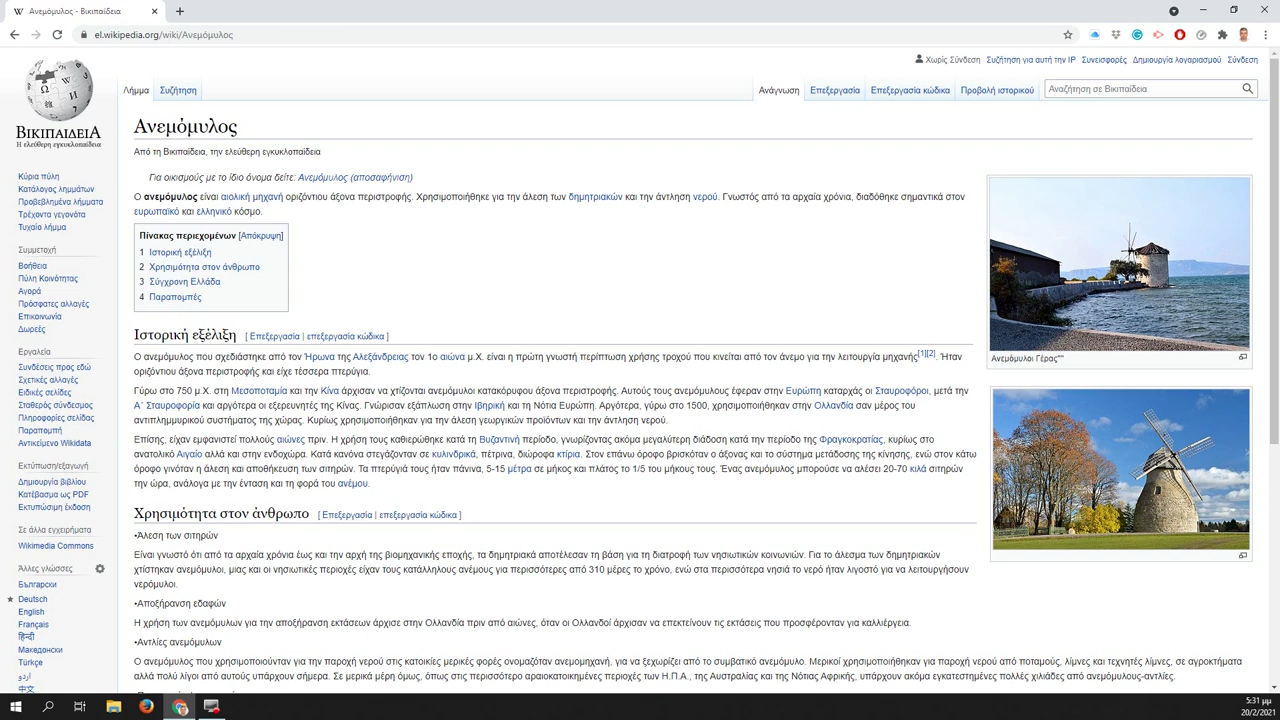 Ανεμόμυλος - Βικιπαίδεια
el.wikipedia.org/wiki/Ανεμόμυλος
Χωρίς Σύνδεση Συζήτηση για αυτή την IP Συνεισφορές Δημιουργία λογαριασμού Σύνδεση
Λήμμα Συζήτηση Ανάγνωση Επεξεργασία Επεξεργασία κώδικα Προβολή ιστορικού Αναζήτηση σε Βικιπαίδεια
ΒΙΚΙΠΑΙΔΕΙΑ
Η ελεύθερη εγκυκλοπαίδεια
Κύρια πύλη
Κατάλογος λημμάτων
Προβεβλημένα λήμματα
Τρέχοντα γεγονότα
Τυχαίο λήμμα
Συμμετοχή
Βοήθεια
Πύλη Κοινότητας
Αγορά
Πρόσφατες αλλαγές
Επικοινωνία
Δωρεές
Εργαλεία
Συνδέσεις προς εδώ
Σχετικές αλλαγές
Ειδικές σελίδες
Σταθερός σύνδεσμος
Πληροφορίες σελίδας
Παραπομπή
Αντικείμενο Wikidata
Εκτύπωση/εξαγωγή
Δημιουργία βιβλίου
Κατέβασμα ως PDF
Εκτυπώσιμη έκδοση
Σε άλλα εγχειρήματα
Wikimedia Commons
Άλλες γλώσσες
Български
Deutsch
English
Français
हिन्दी
Македонски
Türkçe
اردو
中文
Ανεμόμυλος
Από τη Βικιπαίδεια, την ελεύθερη εγκυκλοπαίδεια
Για οικισμούς με το ίδιο όνομα δείτε: Ανεμόμυλος (αποσαφήνιση)
Ο ανεμόμυλος είναι αιολική μηχανή οριζόντιου άξονα περιστροφής. Χρησιμοποιήθηκε για την άλεση των δημητριακών και την άντληση νερού. Γνωστός από τα αρχαία χρόνια, διαδόθηκε σημαντικά στον
ευρωπαϊκό και ελληνικό κόσμο.
Πίνακας περιεχομένων [Απόκρυψη]
1 Ιστορική εξέλιξη
2 Χρησιμότητα στον άνθρωπο
3 Σύγχρονη Ελλάδα
4 Παραπομπές
Ιστορική εξέλιξη [ Επεξεργασία | επεξεργασία κώδικα ]
Ο ανεμόμυλος που σχεδιάστηκε από τον Ήρωνα της Αλεξάνδρειας τον 1ο αιώνα μ.Χ. είναι η πρώτη γνωστή περίπτωση χρήσης τροχού που κινείται από τον άνεμο για την λειτουργία μηχανής[1][2]. Ήταν
οριζόντιου άξονα περιστροφής και είχε τέσσερα πτερύγια.
Γύρω στο 750 μ.Χ. στη Μεσοποταμία και την Κίνα άρχισαν να χτίζονται ανεμόμυλοι κατακόρυφου άξονα περιστροφής. Αυτούς τους ανεμόμυλους έφεραν στην Ευρώπη καταρχάς οι Σταυροφόροι, μετά την
Α΄ Σταυροφορία και αργότερα οι εξερευνητές της Κίνας. Γνώρισαν εξάπλωση στην Ιβηρική και τη Νότια Ευρώπη. Αργότερα, γύρω στο 1500, χρησιμοποιήθηκαν στην Ολλανδία σαν μέρος του
αντιπλημμυρικού συστήματος της χώρας. Κυρίως χρησιμοποιήθηκαν για την άλεση γεωργικών προϊόντων και την άντληση νερού.
Επίσης, είχαν εμφανιστεί πολλούς αιώνες πριν. Η χρήση τους καθιερώθηκε κατά τη Βυζαντινή περίοδο, γνωρίζοντας ακόμα μεγαλύτερη διάδοση κατά την περίοδο της Φραγκοκρατίας, κυρίως στο
ανατολικό Αιγαίο αλλά και στην ενδοχώρα. Κατά κανόνα στεγάζονταν σε κυλινδρικά, πέτρινα, διώροφα κτίρια. Στον επάνω όροφο βρισκόταν ο άξονας και το σύστημα μετάδοσης της κίνησης, ενώ στον κάτω
όροφο γινόταν η άλεση και αποθήκευση των σιτηρών. Τα πτερύγιά τους ήταν πάνινα, 5-15 μέτρα σε μήκος και πλάτος το 1/5 του μήκους τους. Ένας ανεμόμυλος μπορούσε να αλέσει 20-70 κιλά σιτηρών
την ώρα, ανάλογα με την ένταση και τη φορά του ανέμου.
Χρησιμότητα στον άνθρωπο [ Επεξεργασία | επεξεργασία κώδικα ]
•Άλεση των σιτηρών
Είναι γνωστό ότι από τα αρχαία χρόνια έως και την αρχή της βιομηχανικής εποχής, τα δημητριακά αποτέλεσαν τη βάση για τη διατροφή των νησιωτικών κοινωνιών. Για το άλεσμα των δημητριακών
χτίστηκαν ανεμόμυλοι, μιας και οι νησιωτικές περιοχές είχαν τους κατάλληλους ανέμους για περισσότερες από 310 μέρες το χρόνο, ενώ στα περισσότερα νησιά το νερό ήταν λιγοστό για να λειτουργήσουν
νερόμυλοι.
•Αποξήρανση εδαφών
Η χρήση των ανεμόμυλων για την αποξήρανση εκτάσεων άρχισε στην Ολλανδία πριν από αιώνες, όταν οι Ολλανδοί άρχισαν να επεκτείνουν τις εκτάσεις που προσφέρονταν για καλλιέργεια.
•Αντλίες ανεμόμυλων
Ο ανεμόμυλος που χρησιμοποιούνταν για την παροχή νερού στις κατοικίες μερικές φορές ονομαζόταν ανεμομηχανή, για να ξεχωρίζει από το συμβατικό ανεμόμυλο. Μερικοί χρησιμοποιήθηκαν για παροχή νερού από ποταμούς, λίμνες και τεχνητές λίμνες, σε αγροκτήματα
αλλά πολύ λίγοι από αυτούς υπάρχουν σήμερα. Σε μερικά μέρη όμως, όπως στις περισσότερο αραιοκατοικημένες περιοχές των Η.Π.Α., της Αυστραλίας και της Νότιας Αφρικής, υπάρχουν ακόμα εγκατεστημένες πολλές χιλιάδες από ανεμόμυλους-αντλίες.
Ανεμόμυλοι Γέρας""
5:31 μμ
20/2/2021